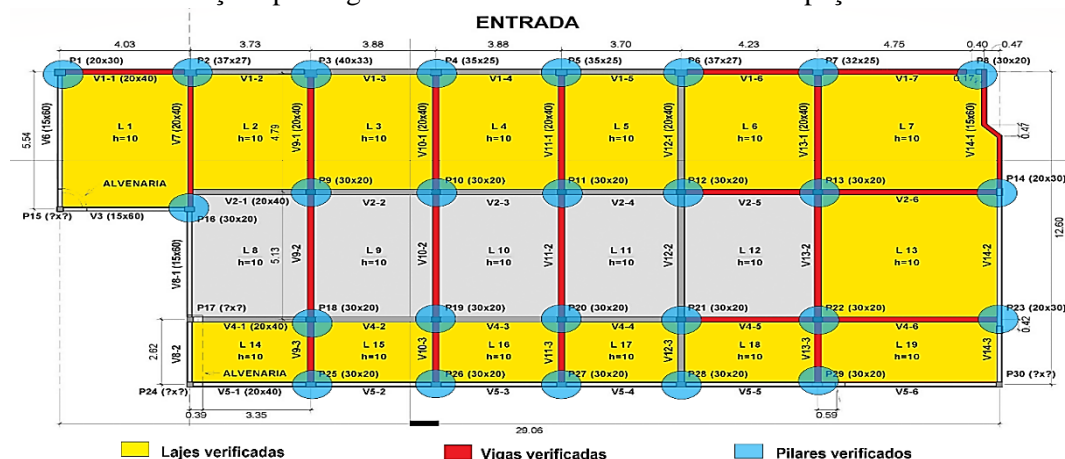 ENTRADA
4.03 3.73 3.88 3.88 3.70 4.23 4.75 0.40 0.47
P1 (20x30) P2 (37x27) P3 (40x33) P4 (35x25) P5 (35x25) P6 (37x27) P7 (32x25) P8 (30x20)
V1-1 (20x40) V1-2 V1-3 V1-4 V1-5 V1-6 V1-7
5.54 V6 (15x60) V7 (20x40) 4.79 V9-1 (20x40) V10-1 (20x40) V11-1 (20x40) V12-1 (20x40) V13-1 (20x40) V14-1 (15x60) 0.47
L 1 L 2 L 3 L 4 L 5 L 6 L 7
h=10 h=10 h=10 h=10 h=10 h=10 h=10
ALVENARIA
P9 (30x20) P10 (30x20) P11 (30x20) P12 (30x20) P13 (30x20) P14 (20x30)
V2-1 (20x40) V2-2 V2-3 V2-4 V2-5 V2-6
P15 (?x?) V3 (15x60) P16 (30x20)
V8-1 (15x60) 5.13 V9-2 V10-2 V11-2 V12-2 V13-2 V14-2 12.60
L 8 L 9 L 10 L 11 L 12 L 13
h=10 h=10 h=10 h=10 h=10 h=10
P17 (?x?) P18 (30x20) P19 (30x20) P20 (30x20) P21 (30x20) P22 (30x20) P23 (20x30)
V4-1 (20x40) V4-2 V4-3 V4-4 V4-5 V4-6 0.42
2.62 V8-2 V9-3 V10-3 V11-3 V12-3 V13-3 V14-3
L 14 L 15 L 16 L 17 L 18 L 19
h=10 h=10 h=10 h=10 h=10 h=10
ALVENARIA P25 (30x20) P26 (30x20) P27 (30x20) P28 (30x20) P29 (30x20) P30 (?x?)
P24 (?x?) V5-1 (20x40) V5-2 V5-3 V5-4 V5-5 V5-6
0.39 3.35 0.59
29.06
Lajes verificadas Vigas verificadas Pilares verificados